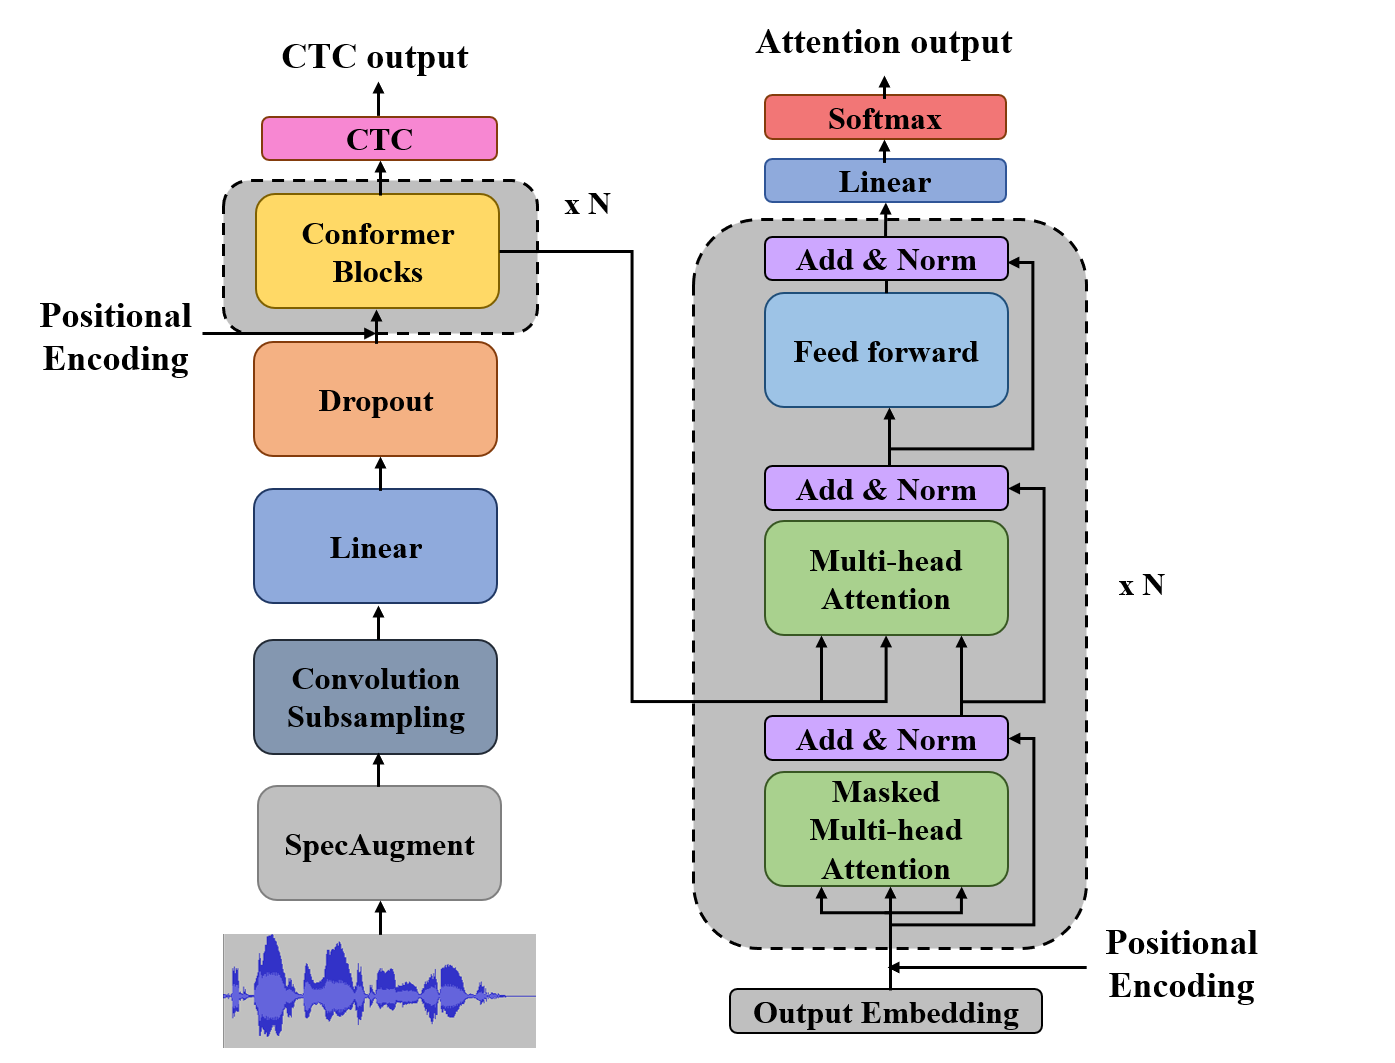 CTC output
CTC
Conformer
Blocks
x N
Positional
Encoding
Dropout
Linear
Convolution
Subsampling
SpecAugment
Attention output
Softmax
Linear
Add & Norm
Feed forward
Add & Norm
Multi-head
Attention
x N
Add & Norm
Masked
Multi-head
Attention
Positional
Encoding
Output Embedding